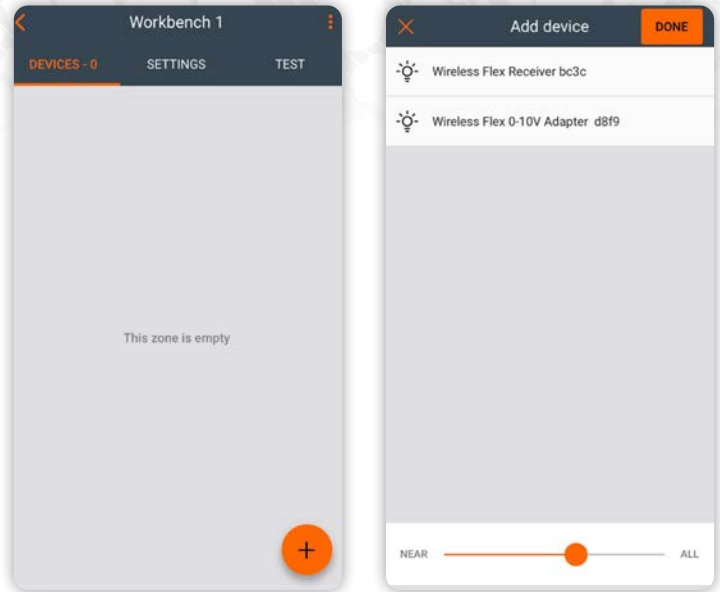 Workbench 1
DEVICES - 0 SETTINGS TEST
This zone is empty
Add device DONE
Wireless Flex Receiver bc3c
Wireless Flex 0-10V Adapter d8f9
NEAR ALL